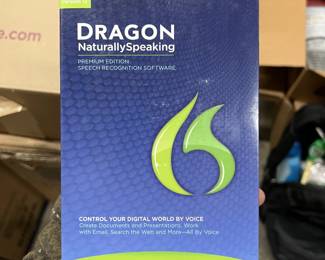 e.com
DRAGON
NaturallySpeaking
PREMIUM EDITION
SPEECH RECOGNITION SOFTWARE
CONTROL YOUR DIGITAL WORLD BY VOICE
Create Documents and Presentations, Work
with Email, Search the Web and More—All By Voice